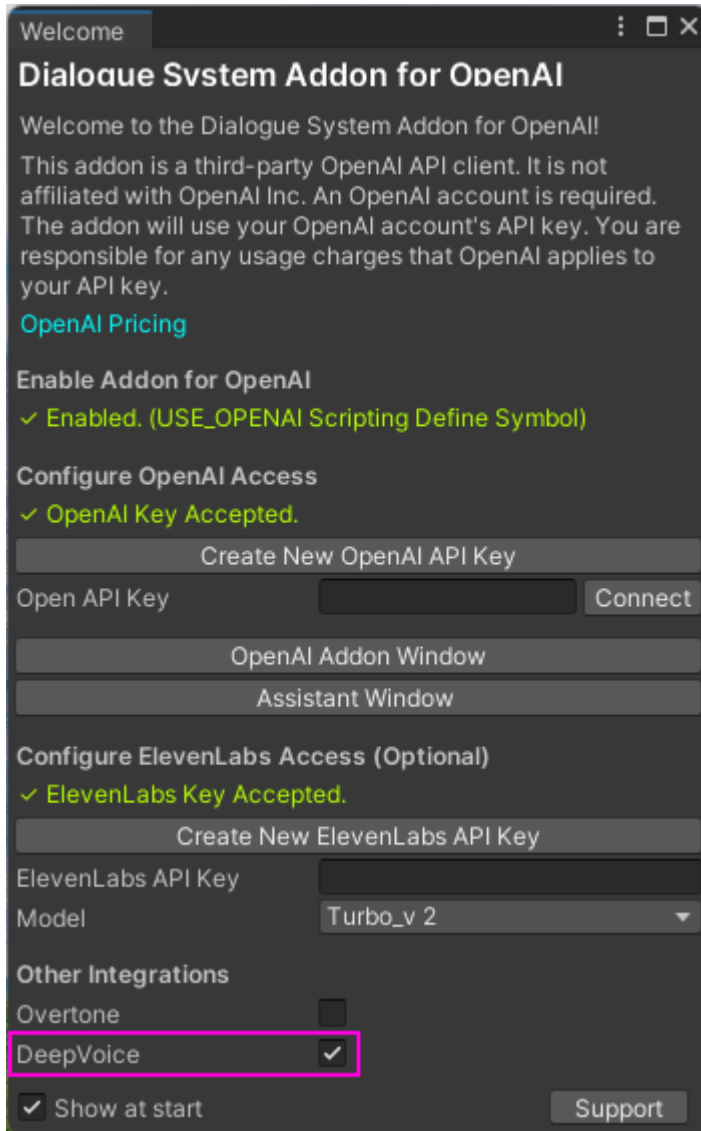 Welcome
Dialogue System Addon for OpenAI
Welcome to the Dialogue System Addon for OpenAI!
This addon is a third-party OpenAI API client. It is not
affiliated with OpenAI Inc. An OpenAI account is required.
The addon will use your OpenAI account's API key. You are
responsible for any usage charges that OpenAI applies to
your API key.
OpenAI Pricing
Enable Addon for OpenAI
✓ Enabled. (USE_OPENAI Scripting Define Symbol)
Configure OpenAI Access
✓ OpenAI Key Accepted.
Create New OpenAI API Key
Open API Key Connect
OpenAI Addon Window
Assistant Window
Configure ElevenLabs Access (Optional)
✓ ElevenLabs Key Accepted.
Create New ElevenLabs API Key
ElevenLabs API Key
Model Turbo_v 2
Other Integrations
Overtone
DeepVoice
Show at start Support